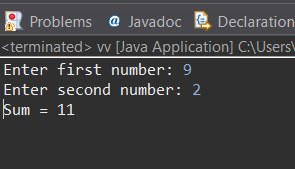 Problems @ Javadoc Declaration
<terminated> vv [Java Application] C:\Users\
Enter first number: 9
Enter second number: 2
Sum = 11